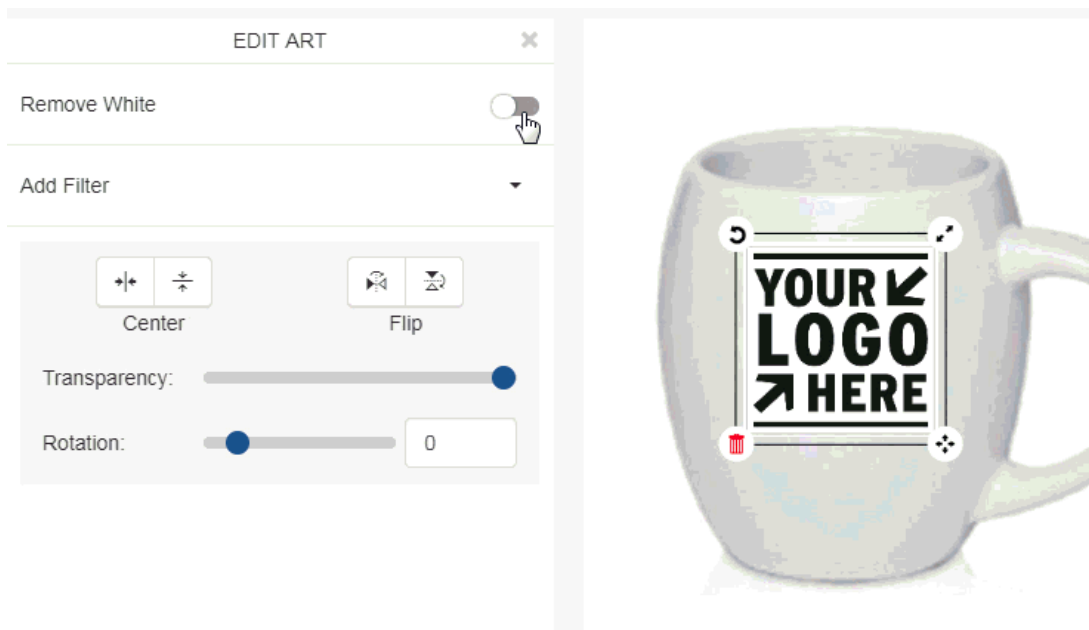 EDIT ART
Remove White
Add Filter
Center
Flip
Transparency:
Rotation:
0
YOUR
LOGO
HERE